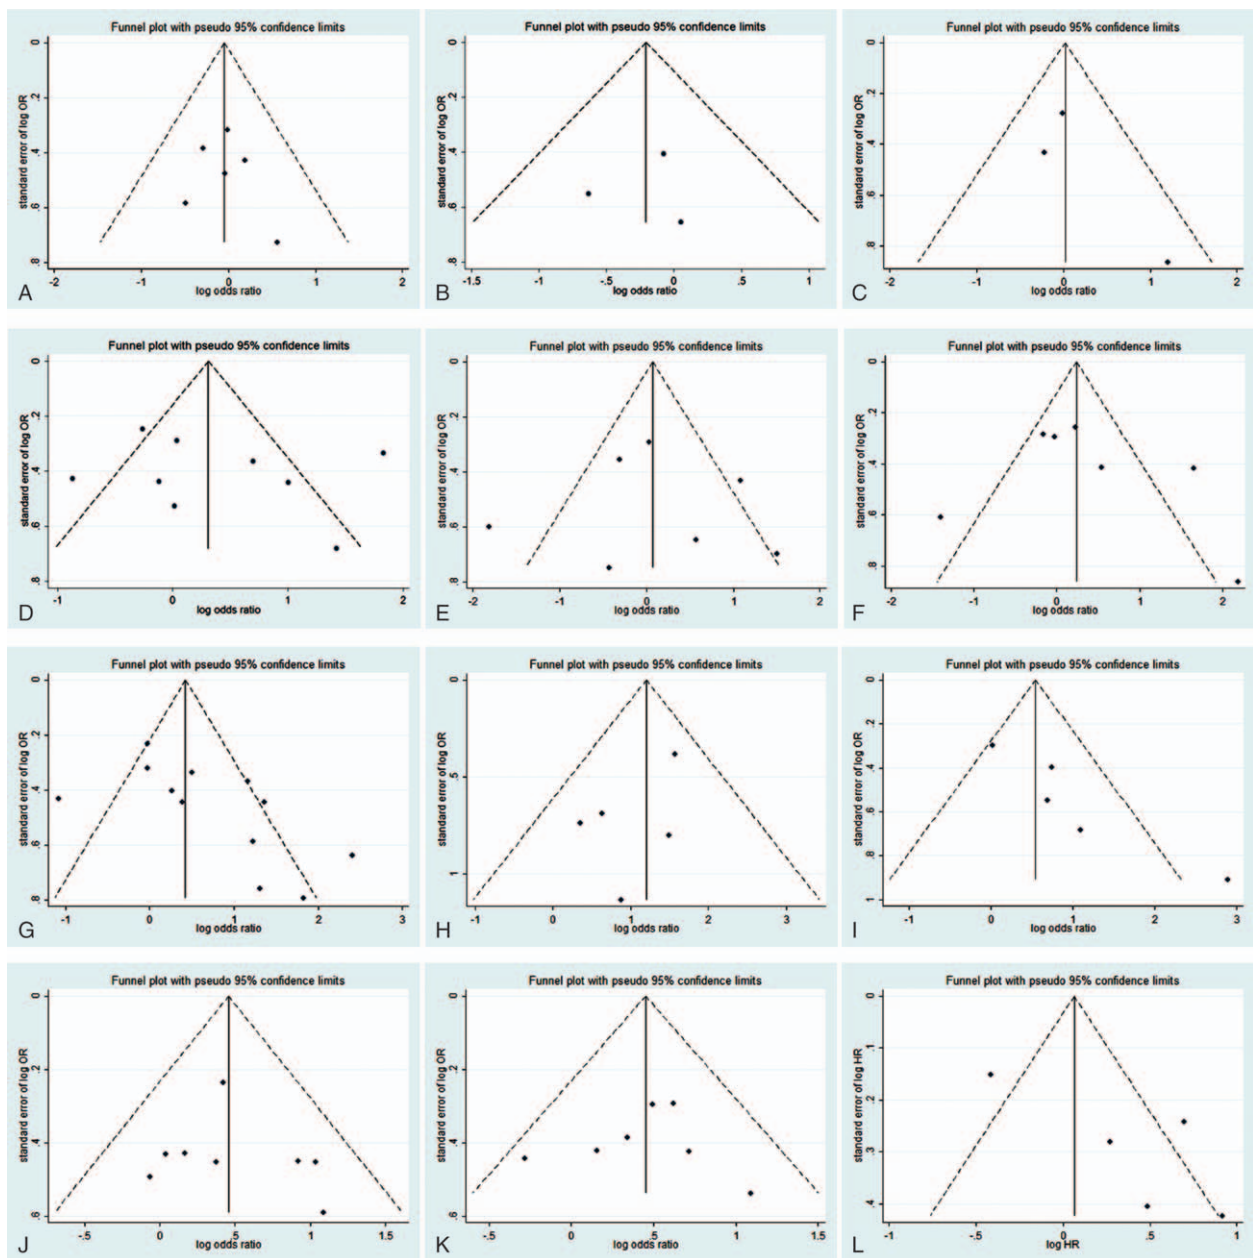 Funnel plot with pseudo 95% confidence limits
standard error of log OR
0
.2
.4
.6
.8
-2 -1 0 1 2
log odds ratio
A
Funnel plot with pseudo 95% confidence limits
standard error of log OR
0
.2
.4
.6
.8
-1.5 -1 -.5 0 .5 1
log odds ratio
B
Funnel plot with pseudo 95% confidence limits
standard error of log OR
0
.2
.4
.6
.8
-2 -1 0 1 2
log odds ratio
C
Funnel plot with pseudo 95% confidence limits
standard error of log OR
0
.2
.4
.6
.8
-1 0 1 2
log odds ratio
D
Funnel plot with pseudo 95% confidence limits
standard error of log OR
0
.2
.4
.6
.8
-2 -1 0 1 2
log odds ratio
E
Funnel plot with pseudo 95% confidence limits
standard error of log OR
0
.2
.4
.6
.8
-2 -1 0 1 2
log odds ratio
F
Funnel plot with pseudo 95% confidence limits
standard error of log OR
0
.2
.4
.6
.8
-1 0 1 2 3
log odds ratio
G
Funnel plot with pseudo 95% confidence limits
standard error of log OR
0
.5
1
-1 0 1 2 3
log odds ratio
H
Funnel plot with pseudo 95% confidence limits
standard error of log OR
0
.2
.4
.6
.8
1
-1 0 1 2 3
log odds ratio
I
Funnel plot with pseudo 95% confidence limits
standard error of log OR
0
.2
.4
.6
-.5 0 .5 1 1.5
log odds ratio
J
Funnel plot with pseudo 95% confidence limits
standard error of log OR
0
.2
.4
.6
-.5 0 .5 1 1.5
log odds ratio
K
Funnel plot with pseudo 95% confidence limits
standard error of log HR
0
.1
.2
.3
.4
-1 -.5 0 .5 1
log HR
L